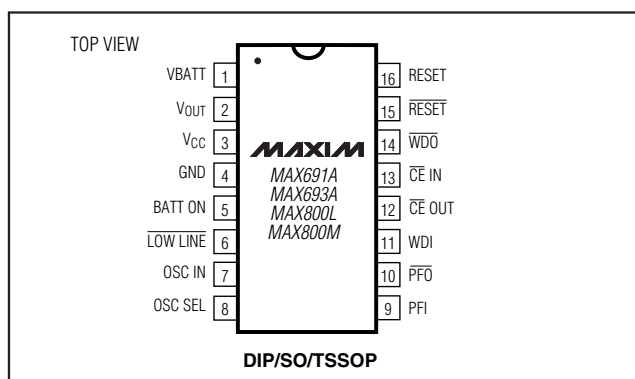 TOP VIEW
VBATT 1
VOUT 2
VCC 3
GND 4
BATT ON 5
LOW LINE 6
OSC IN 7
OSC SEL 8
MAXIM
MAX691A
MAX693A
MAX800L
MAX800M
16 RESET
15 RESET
14 WDO
13 CE IN
12 CE OUT
11 WDI
10 PFO
9 PFI
DIP/SO/TSSOP